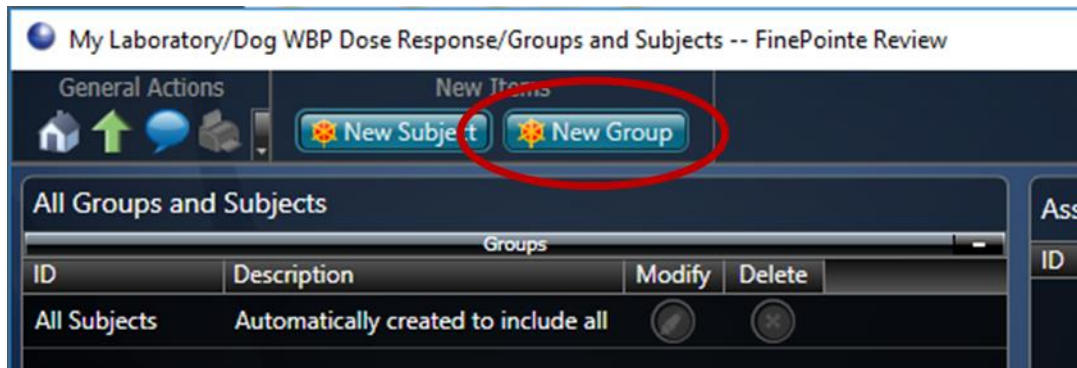 My Laboratory/Dog WBP Dose Response/Groups and Subjects -- FinePointe Review
General Actions New Items
New Subject New Group
All Groups and Subjects
Groups
ID Description Modify Delete
All Subjects Automatically created to include all
Ass
ID